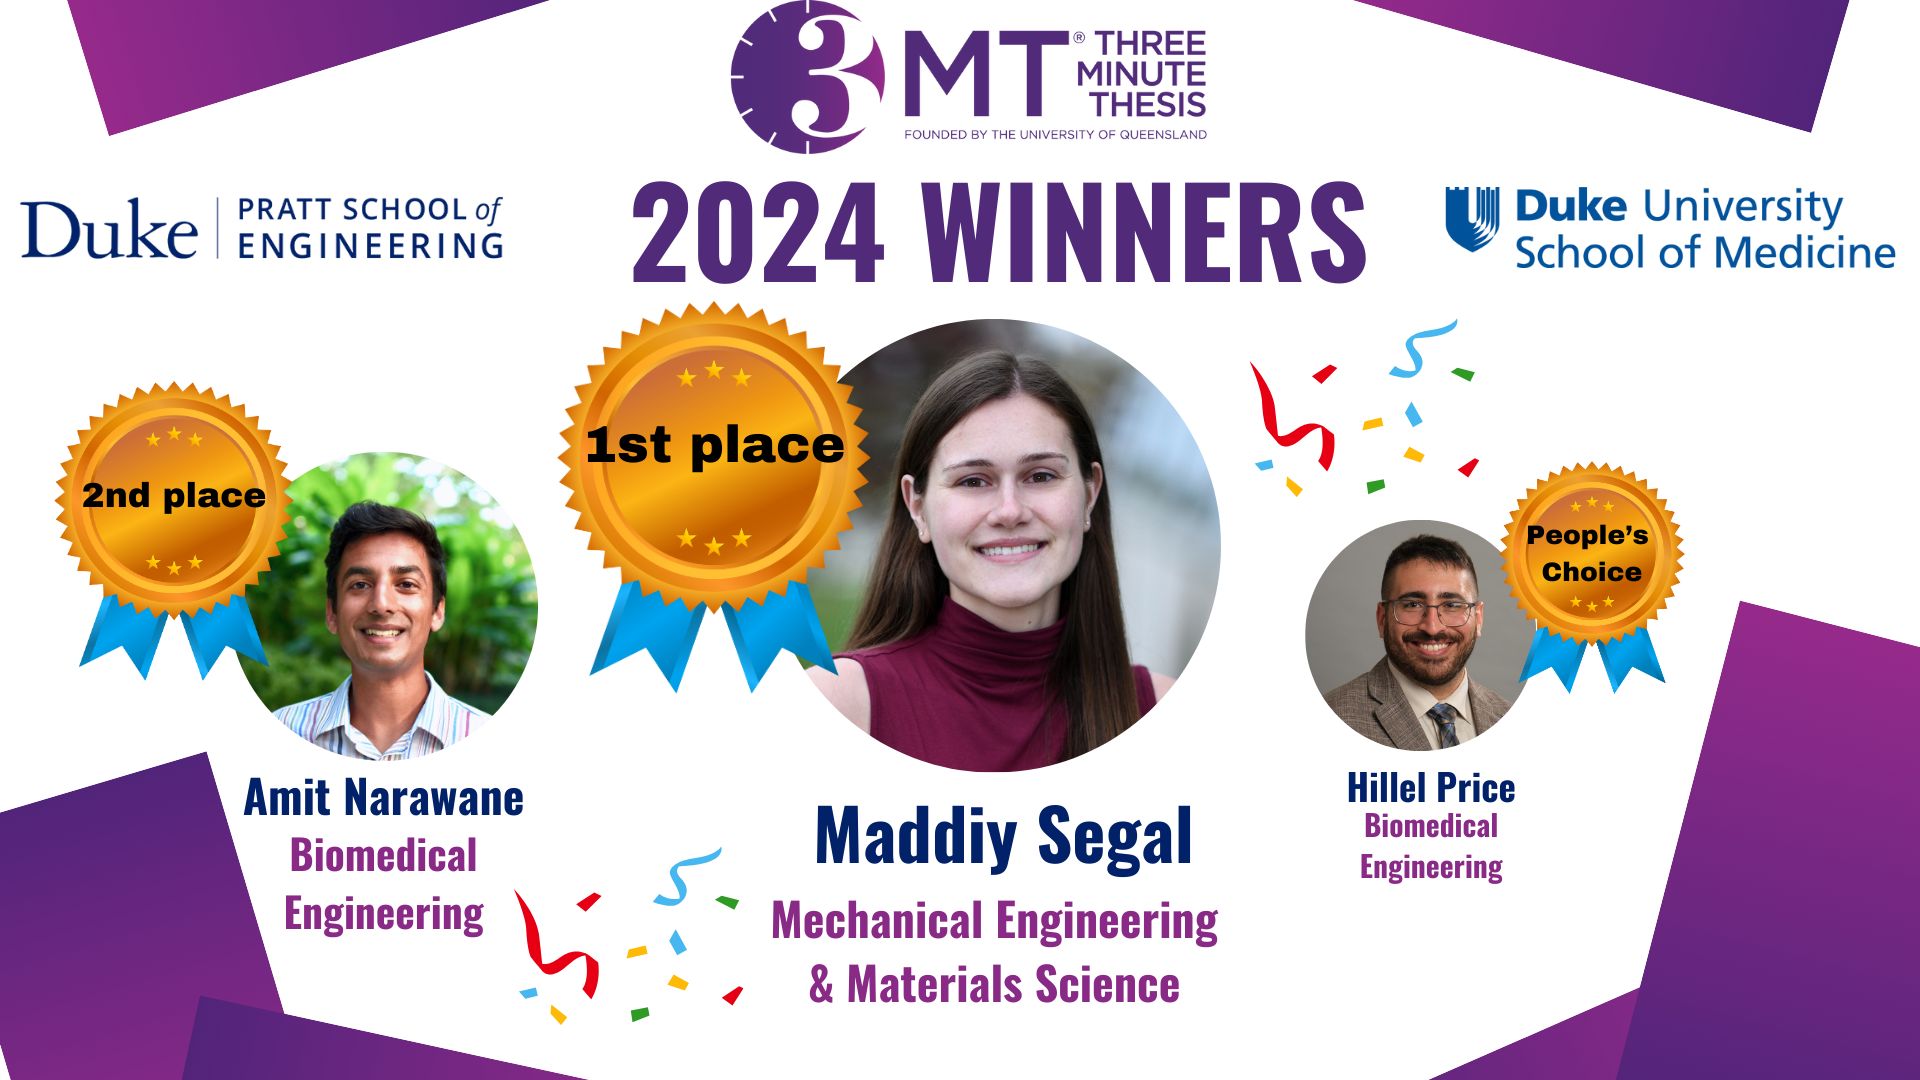 3MT® THREE
MINUTE
THESIS
FOUNDED BY THE UNIVERSITY OF QUEENSLAND
Duke PRATT SCHOOL of
ENGINEERING
2024 WINNERS
Duke University
School of Medicine
2nd place
1st place
People's
Choice
Amit Narawane
Biomedical
Engineering
Maddiy Segal
Mechanical Engineering
& Materials Science
Hillel Price
Biomedical
Engineering